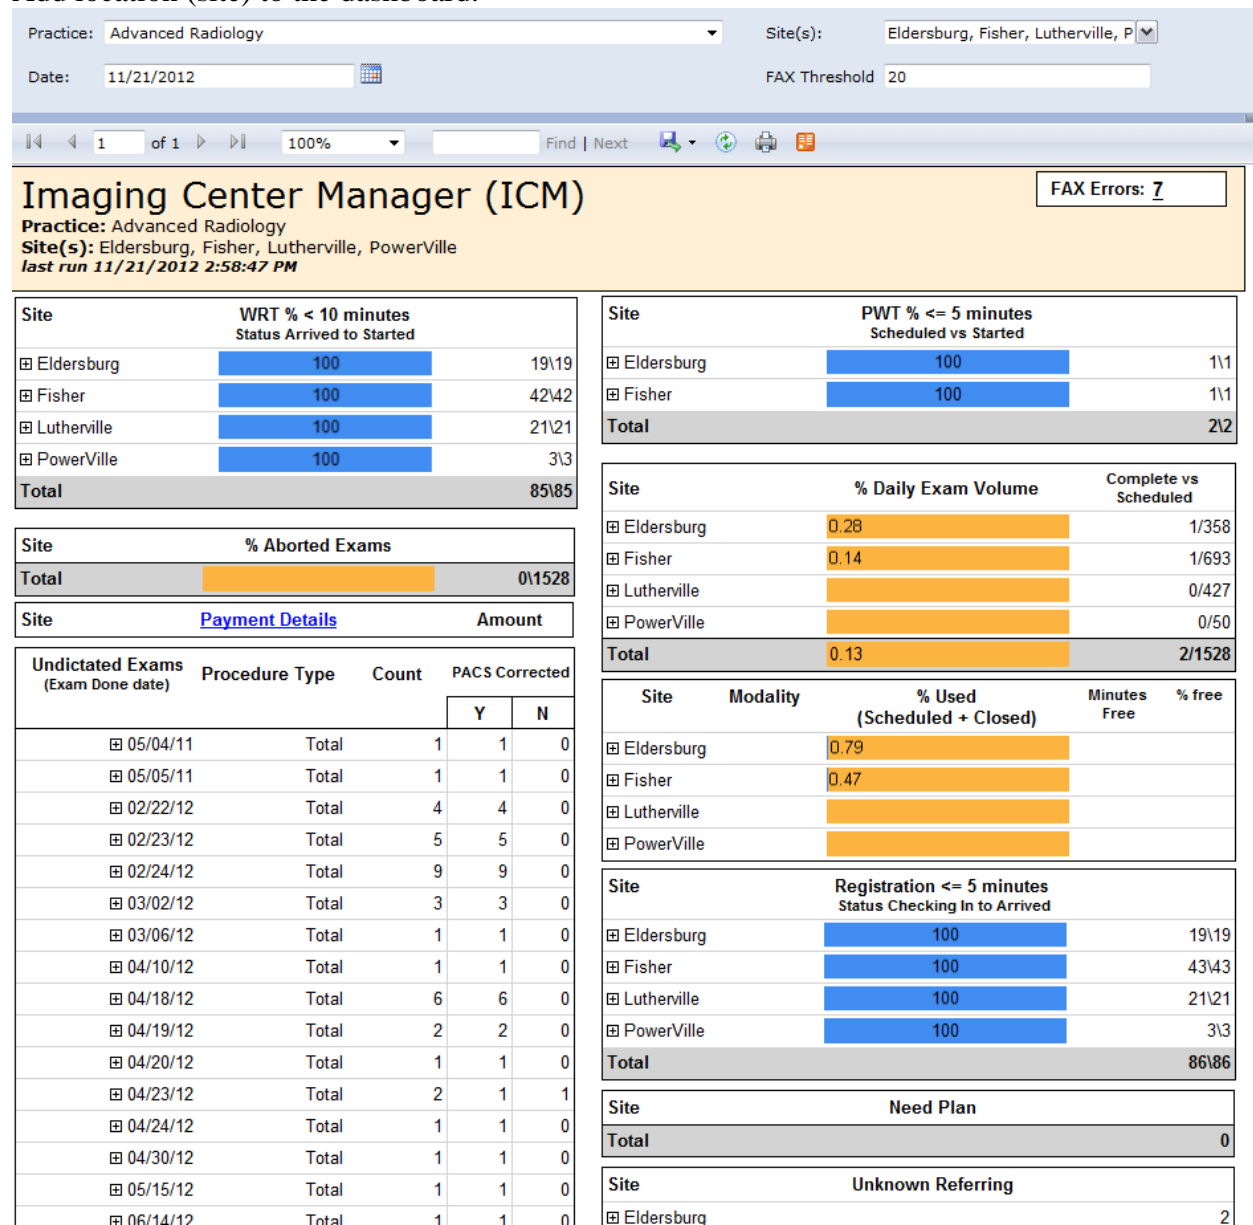 Add location (site) to the dashboard.
Practice: Advanced Radiology Site(s): Eldersburg, Fisher, Lutherville, P
Date: 11/21/2012 FAX Threshold 20
1 of 1 100% Find | Next
Imaging Center Manager (ICM) FAX Errors: 7
Practice: Advanced Radiology
Site(s): Eldersburg, Fisher, Lutherville, PowerVille
last run 11/21/2012 2:58:47 PM
Site WRT % < 10 minutes
Status Arrived to Started
Eldersburg 100 19\19
Fisher 100 42\42
Lutherville 100 21\21
PowerVille 100 3\3
Total 85\85
Site % Aborted Exams
Total 0\1528
Site Payment Details Amount
Undictated Exams Procedure Type Count PACS Corrected
(Exam Done date)
Y N
05/04/11 Total 1 1 0
05/05/11 Total 1 1 0
02/22/12 Total 4 4 0
02/23/12 Total 5 5 0
02/24/12 Total 9 9 0
03/02/12 Total 3 3 0
03/06/12 Total 1 1 0
04/10/12 Total 1 1 0
04/18/12 Total 6 6 0
04/19/12 Total 2 2 0
04/20/12 Total 1 1 0
04/23/12 Total 2 1 1
04/24/12 Total 1 1 0
04/30/12 Total 1 1 0
05/15/12 Total 1 1 0
06/14/12 Total 1 1 0
Site PWT % <= 5 minutes
Scheduled vs Started
Eldersburg 100 1\1
Fisher 100 1\1
Total 2\2
Site % Daily Exam Volume Complete vs
Scheduled
Eldersburg 0.28 1/358
Fisher 0.14 1/693
Lutherville 0/427
PowerVille 0/50
Total 0.13 2/1528
Site Modality % Used Minutes % free
(Scheduled + Closed) Free
Eldersburg 0.79
Fisher 0.47
Lutherville
PowerVille
Site Registration <= 5 minutes
Status Checking In to Arrived
Eldersburg 100 19\19
Fisher 100 43\43
Lutherville 100 21\21
PowerVille 100 3\3
Total 86\86
Site Need Plan
Total 0
Site Unknown Referring
Eldersburg 2